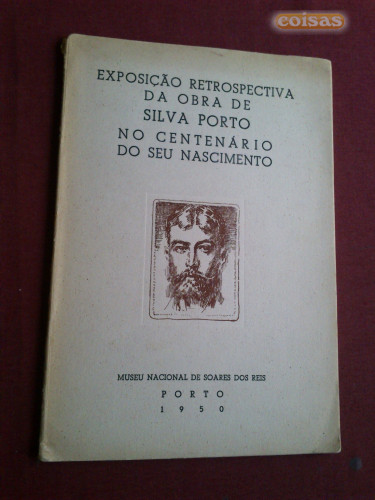 coisas
EXPOSIÇÃO RETROSPECTIVA
DA OBRA DE
SILVA PORTO
NO CENTENÁRIO
DO SEU NASCIMENTO
MUSEU NACIONAL DE SOARES DOS REIS
PORTO
1950